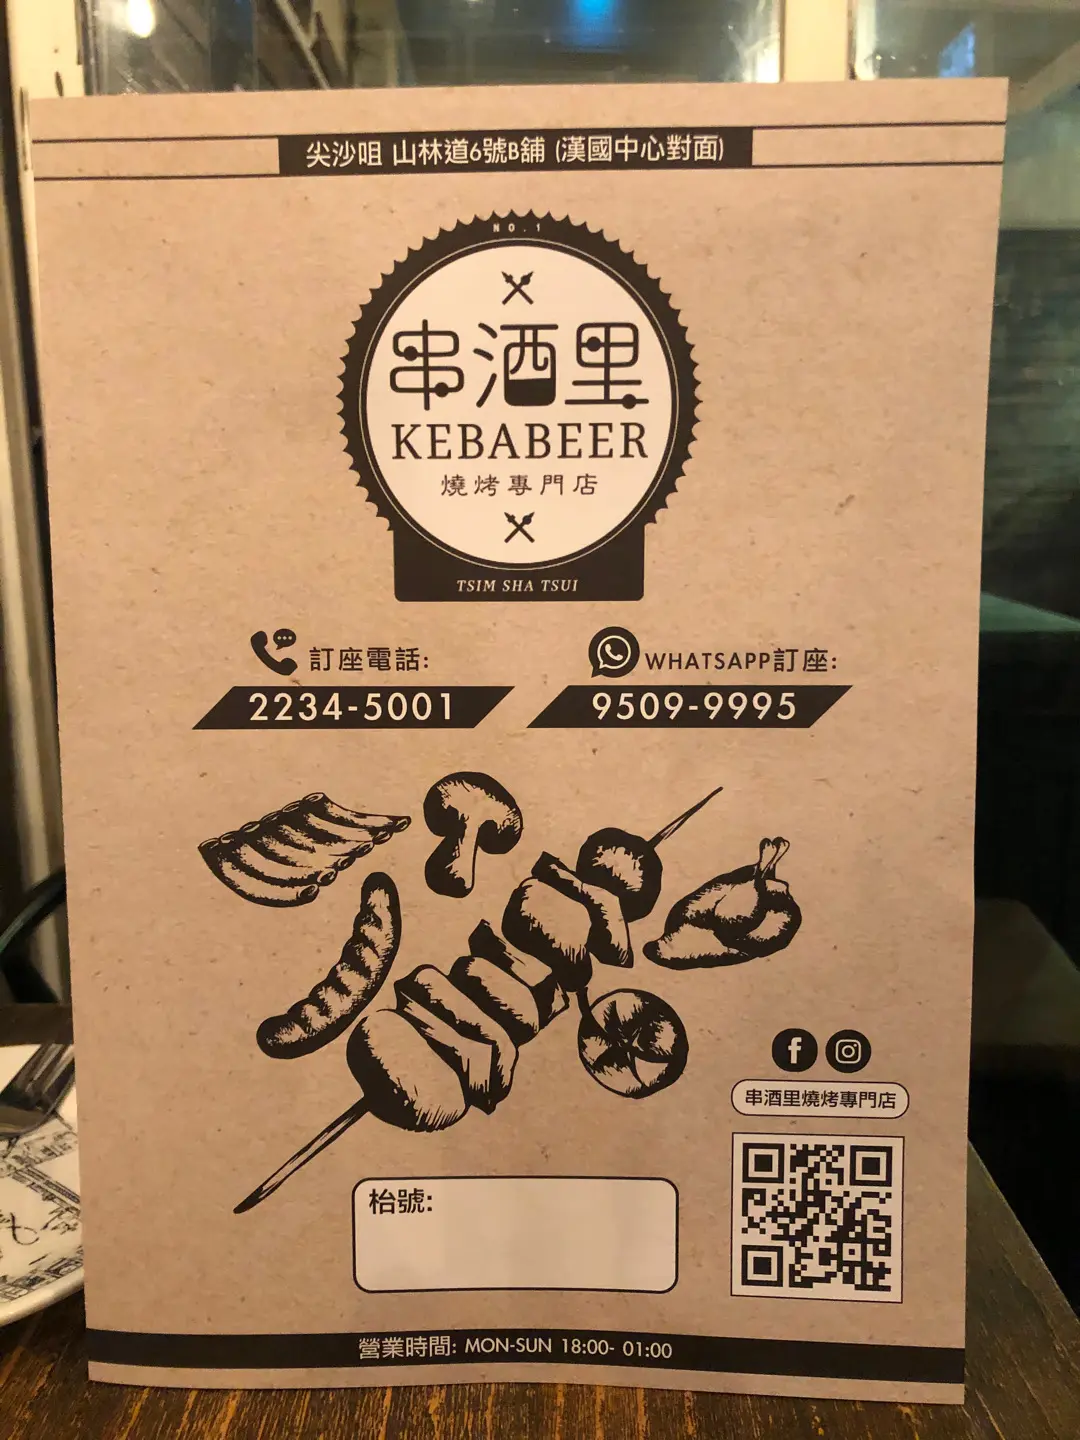 尖沙咀 山林道6號B舖 (漢國中心對面)
NO.1
串酒里
KEBABEER
燒烤專門店
TSIM SHA TSUI
訂座電話:
2234-5001
WHATSAPP訂座:
9509-9995
串酒里燒烤專門店
枱號:
營業時間: MON-SUN 18:00- 01:00